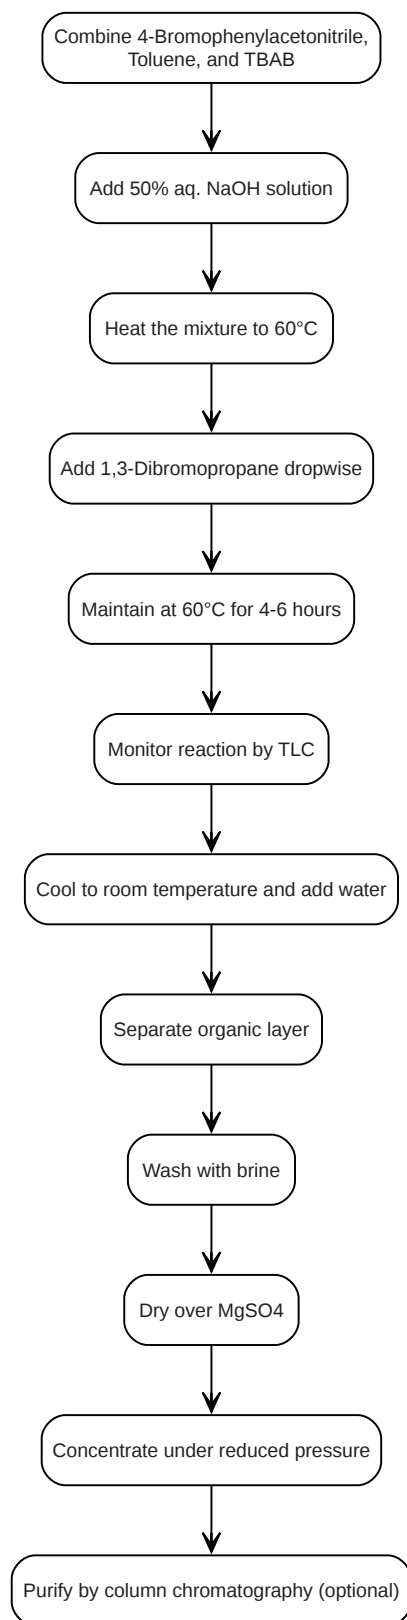 Combine 4-Bromophenylacetonitrile,
Toluene, and TBAB
Add 50% aq. NaOH solution
Heat the mixture to 60°C
Add 1,3-Dibromopropane dropwise
Maintain at 60°C for 4-6 hours
Monitor reaction by TLC
Cool to room temperature and add water
Separate organic layer
Wash with brine
Dry over MgSO4
Concentrate under reduced pressure
Purify by column chromatography (optional)